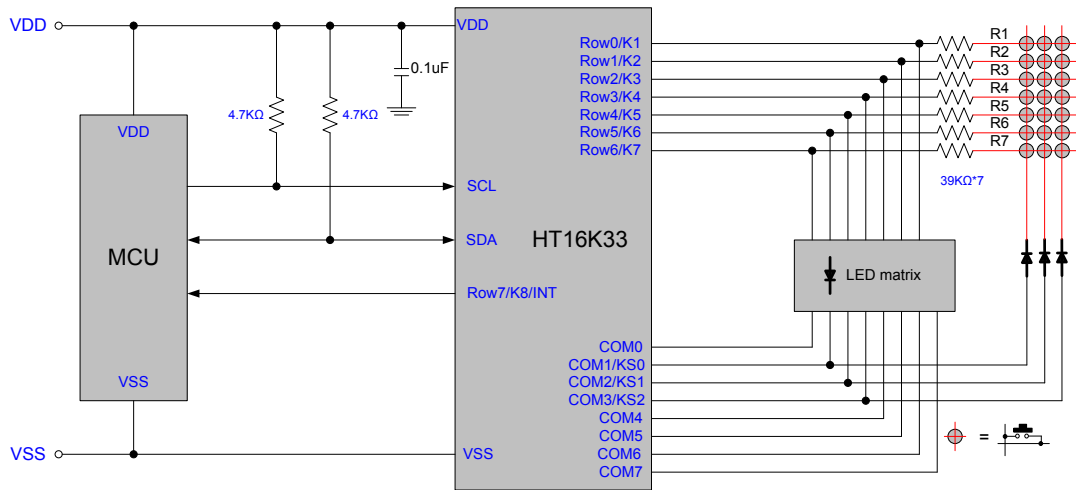 VDD
VDD
Row0/K1
Row1/K2
Row2/K3
Row3/K4
Row4/K5
Row5/K6
Row6/K7
R1
R2
R3
R4
R5
R6
R7
0.1uF
4.7KΩ
4.7KΩ
39KΩ*7
VDD
MCU
VSS
SCL
SDA
HT16K33
Row7/K8/INT
LED matrix
COM0
COM1/KS0
COM2/KS1
COM3/KS2
COM4
COM5
COM6
COM7
VSS
VSS
=